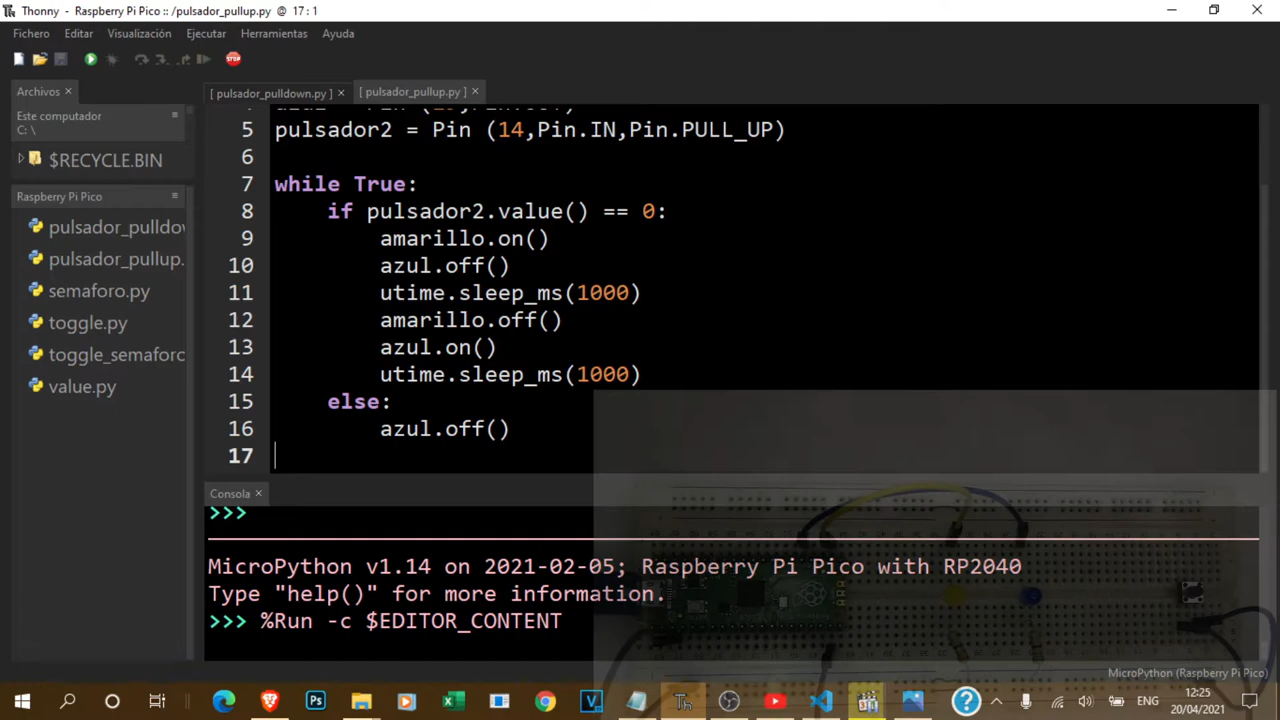 Thonny - Raspberry Pi Pico :: /pulsador_pullup.py @ 17 : 1
Fichero Editar Visualización Ejecutar Herramientas Ayuda
STOP
Archivos ×
[ pulsador_pulldown.py ] ×
[ pulsador_pullup.py ] ×
Este computador
C: \
$RECYCLE.BIN
Raspberry Pi Pico
pulsador_pulldo
pulsador_pullup.
semaforo.py
toggle.py
toggle_semaforo
value.py
5 pulsador2 = Pin (14,Pin.IN,Pin.PULL_UP)
6
7 while True:
8 if pulsador2.value() == 0:
9 amarillo.on()
10 azul.off()
11 utime.sleep_ms(1000)
12 amarillo.off()
13 azul.on()
14 utime.sleep_ms(1000)
15 else:
16 azul.off()
17
Consola ×
>>>
MicroPython v1.14 on 2021-02-05; Raspberry Pi Pico with RP2040
Type "help()" for more information.
>>> %Run -c $EDITOR_CONTENT
MicroPython (Raspberry Pi Pico)
Ps
Th
ENG
12:25
20/04/2021